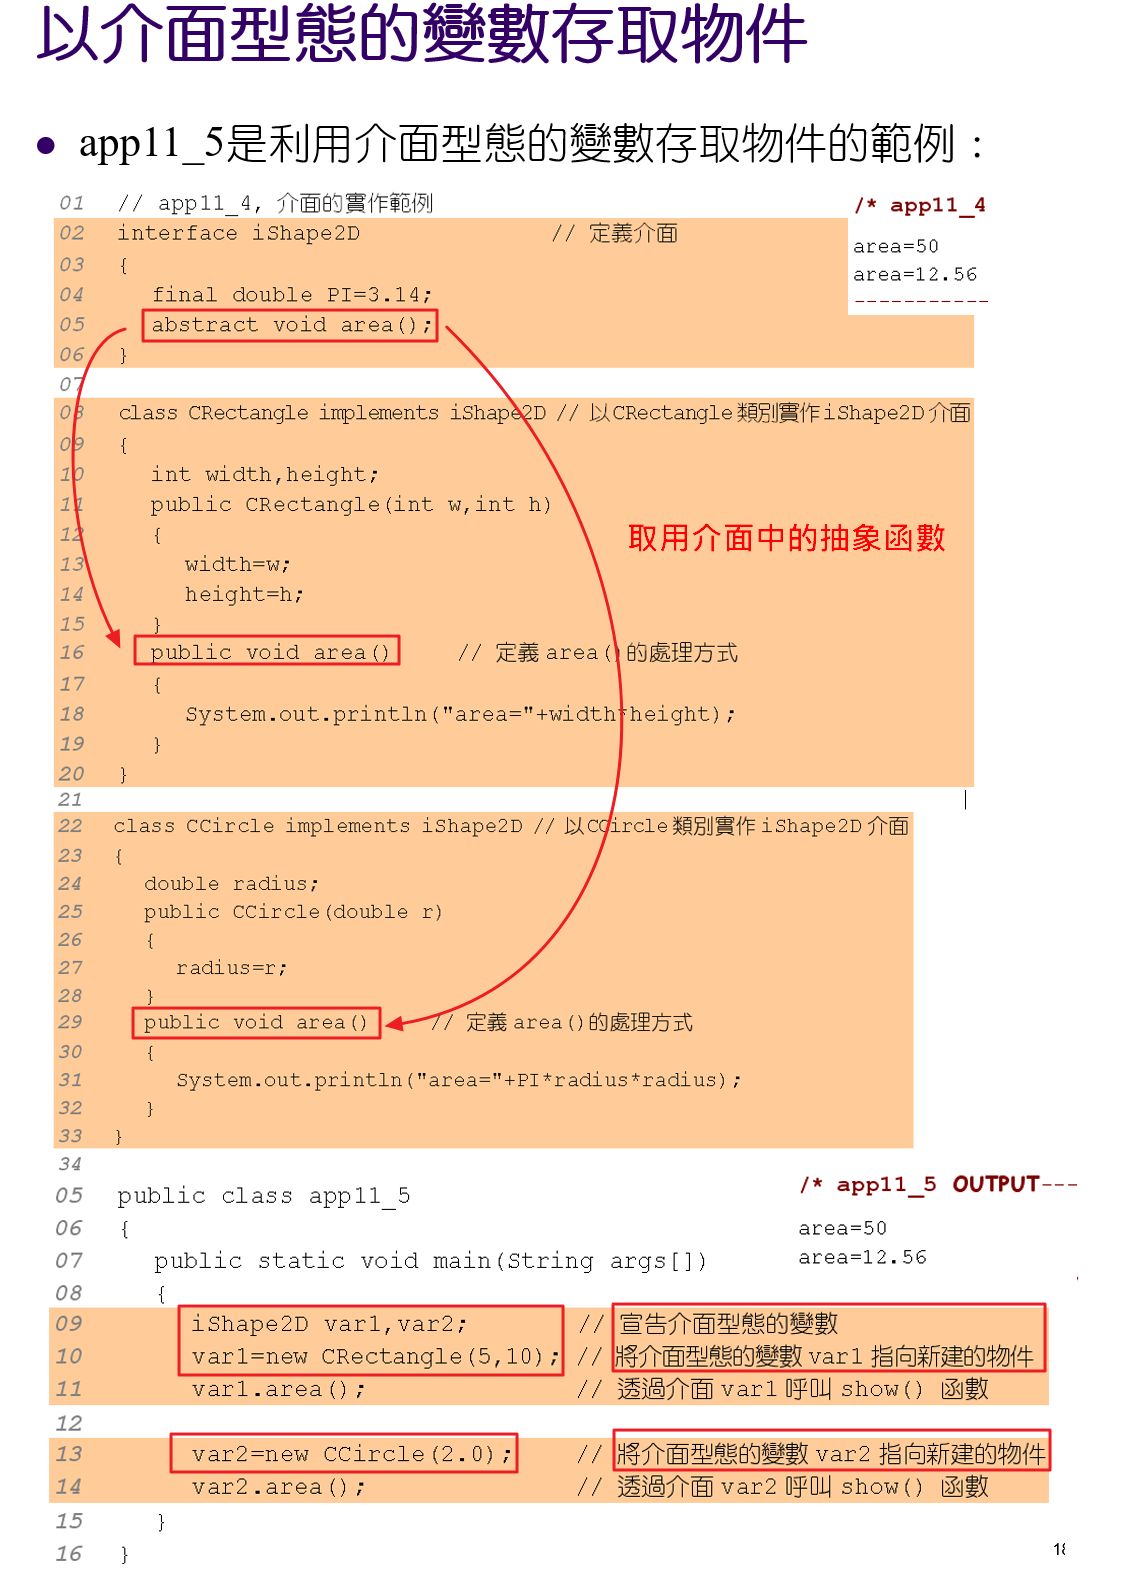 以介面型態的變數存取物件
● app11_5是利用介面型態的變數存取物件的範例：
01 // app11_4, 介面的實作範例
02 interface iShape2D // 定義介面
03 {
04 final double PI=3.14;
05 abstract void area();
06 }
07
08 class CRectangle implements iShape2D // 以CRectangle類別實作iShape2D介面
09 {
10 int width,height;
11 public CRectangle(int w,int h)
12 {
13 width=w;
14 height=h;
15 }
16 public void area() // 定義area()的處理方式
17 {
18 System.out.println("area="+width*height);
19 }
20 }
21
22 class CCircle implements iShape2D // 以CCircle類別實作iShape2D介面
23 {
24 double radius;
25 public CCircle(double r)
26 {
27 radius=r;
28 }
29 public void area() // 定義area()的處理方式
30 {
31 System.out.println("area="+PI*radius*radius);
32 }
33 }
34
/* app11_4
area=50
area=12.56
-----------
取用介面中的抽象函數
05 public class app11_5
06 {
07 public static void main(String args[])
08 {
09 iShape2D var1,var2; // 宣告介面型態的變數
10 var1=new CRectangle(5,10); // 將介面型態的變數 var1 指向新建的物件
11 var1.area(); // 透過介面 var1 呼叫 show() 函數
12
13 var2=new CCircle(2.0); // 將介面型態的變數 var2 指向新建的物件
14 var2.area(); // 透過介面 var2 呼叫 show() 函數
15 }
16 }
/* app11_5 OUTPUT---
area=50
area=12.56